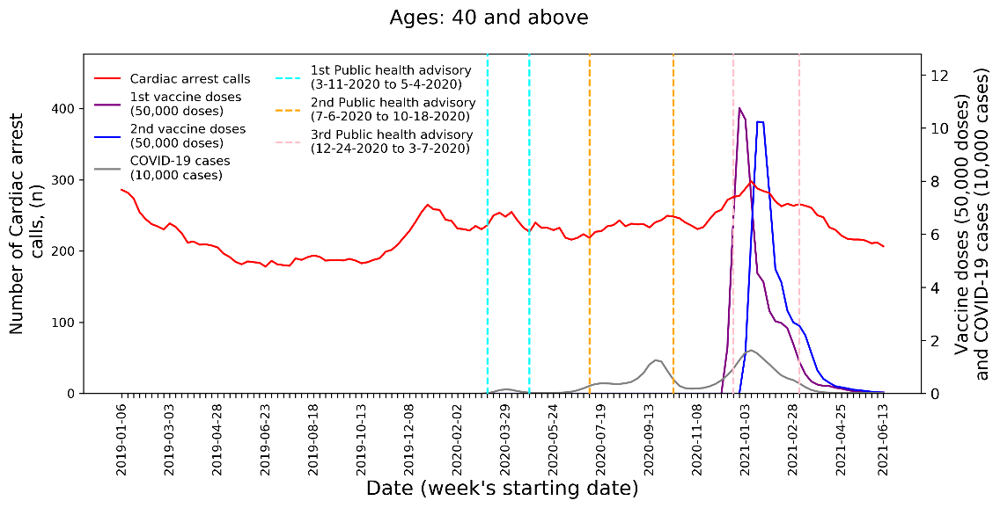 Ages: 40 and above
Number of Cardiac arrest
calls, (n)
400
300
200
100
0
Cardiac arrest calls
1st vaccine doses
(50,000 doses)
2nd vaccine doses
(50,000 doses)
COVID-19 cases
(10,000 cases)
1st Public health advisory
(3-11-2020 to 5-4-2020)
2nd Public health advisory
(7-6-2020 to 10-18-2020)
3rd Public health advisory
(12-24-2020 to 3-7-2020)
12
10
8
6
4
2
0
Vaccine doses (50,000 doses)
and COVID-19 cases (10,000 cases)
2019-01-06
2019-03-03
2019-04-28
2019-06-23
2019-08-18
2019-10-13
2019-12-08
2020-02-02
2020-03-29
2020-05-24
2020-07-19
2020-09-13
2020-11-08
2021-01-03
2021-02-28
2021-04-25
2021-06-13
Date (week's starting date)